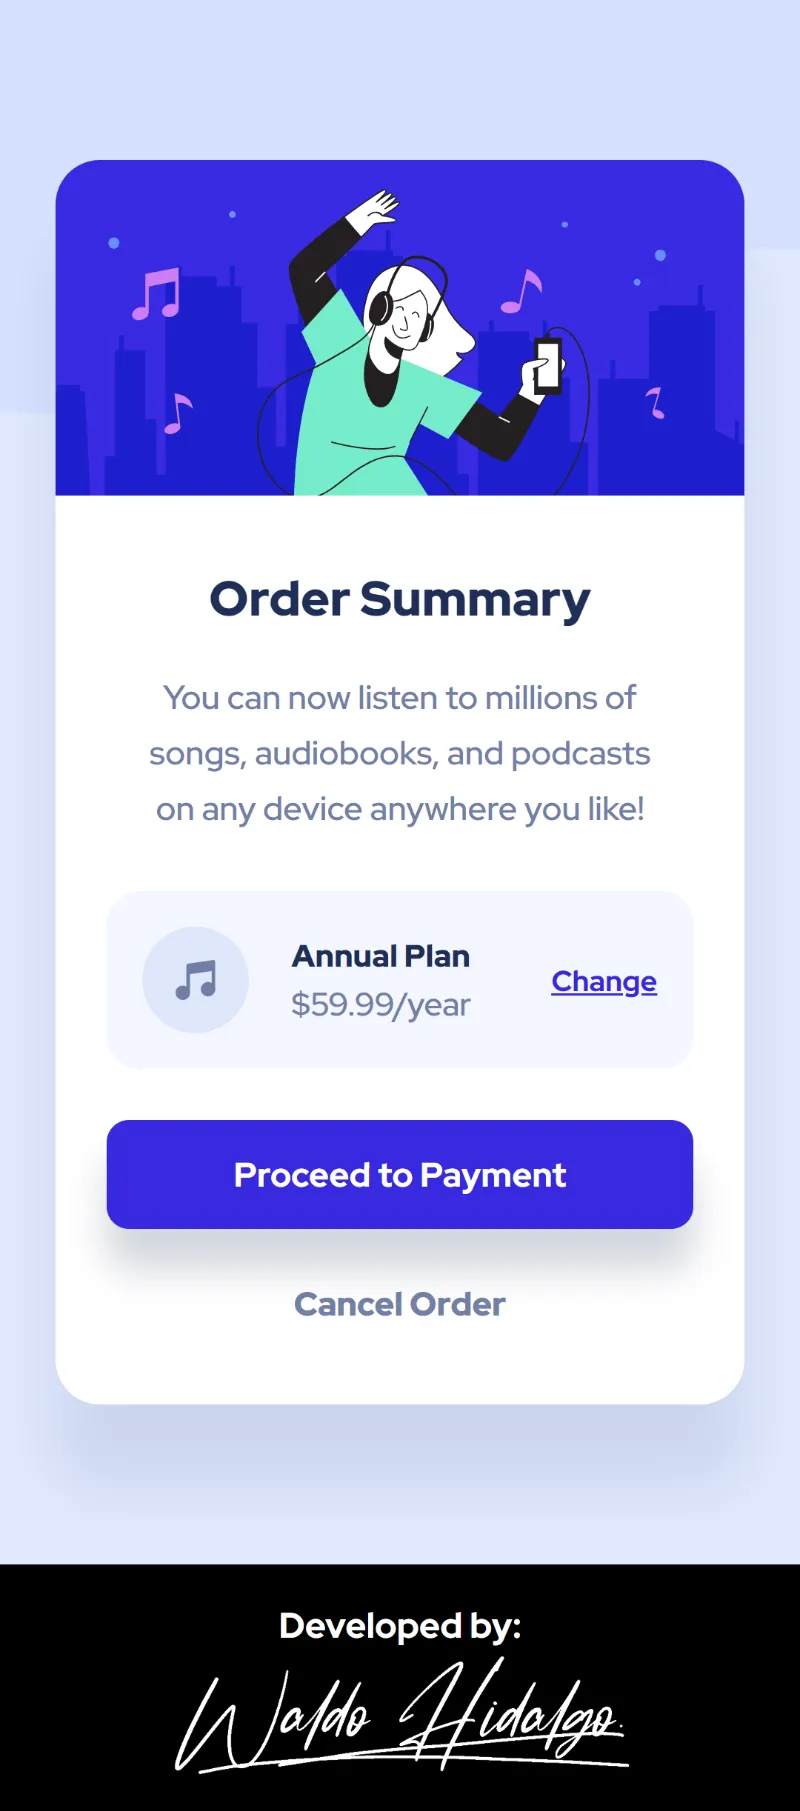 Order Summary
You can now listen to millions of
songs, audiobooks, and podcasts
on any device anywhere you like!
Annual Plan
$59.99/year
Change
Proceed to Payment
Cancel Order
Developed by:
Waldo Hidalgo.